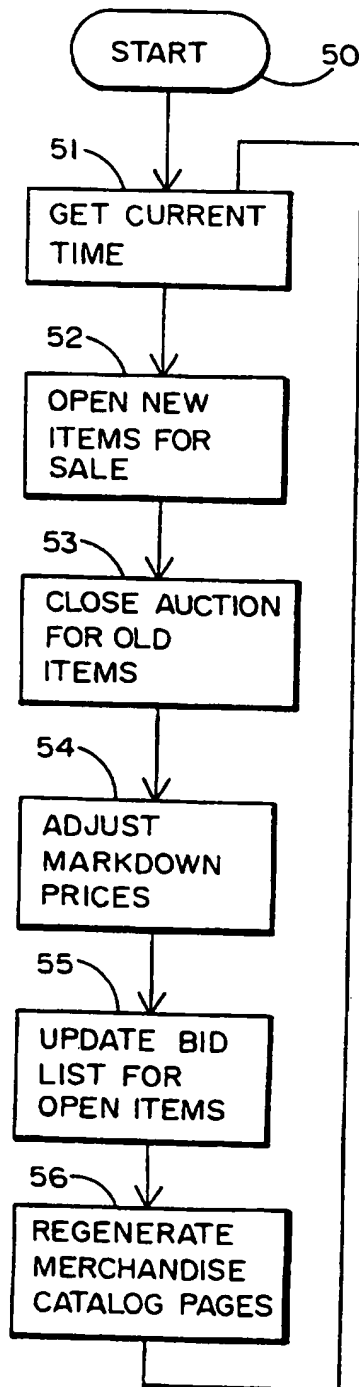 START
50
51
GET CURRENT
TIME
52
OPEN NEW
ITEMS FOR
SALE
53
CLOSE AUCTION
FOR OLD
ITEMS
54
ADJUST
MARKDOWN
PRICES
55
UPDATE BID
LIST FOR
OPEN ITEMS
56
REGENERATE
MERCHANDISE
CATALOG PAGES